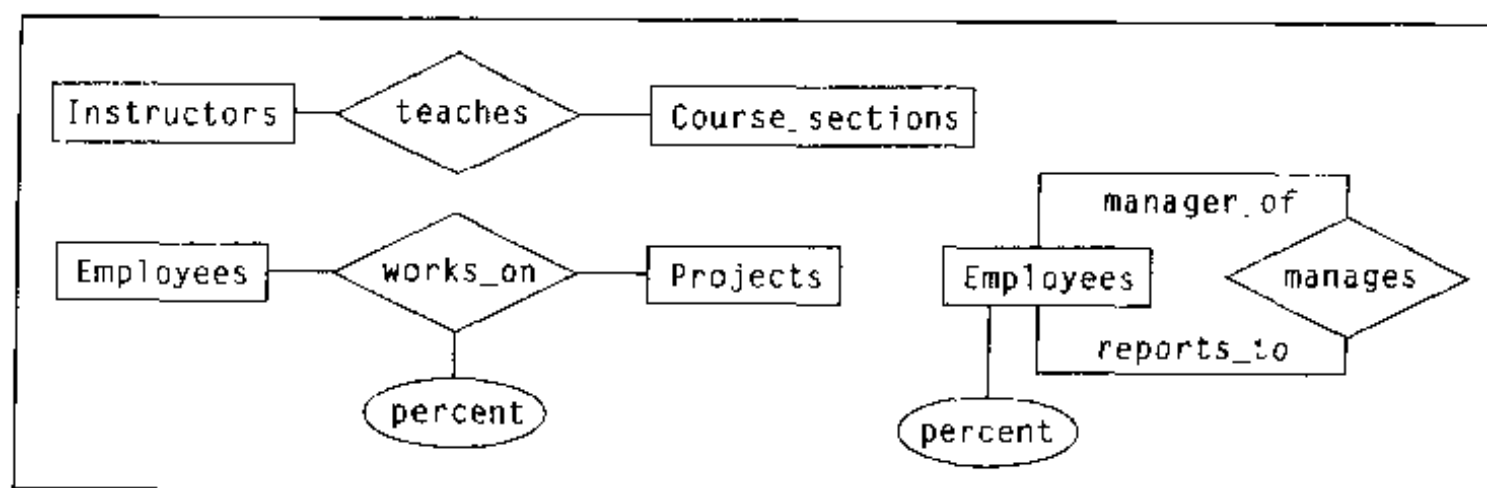 Instructors
teaches
Course_sections
manager_of
Employees
works_on
Projects
Employees
manages
reports_to
percent
percent